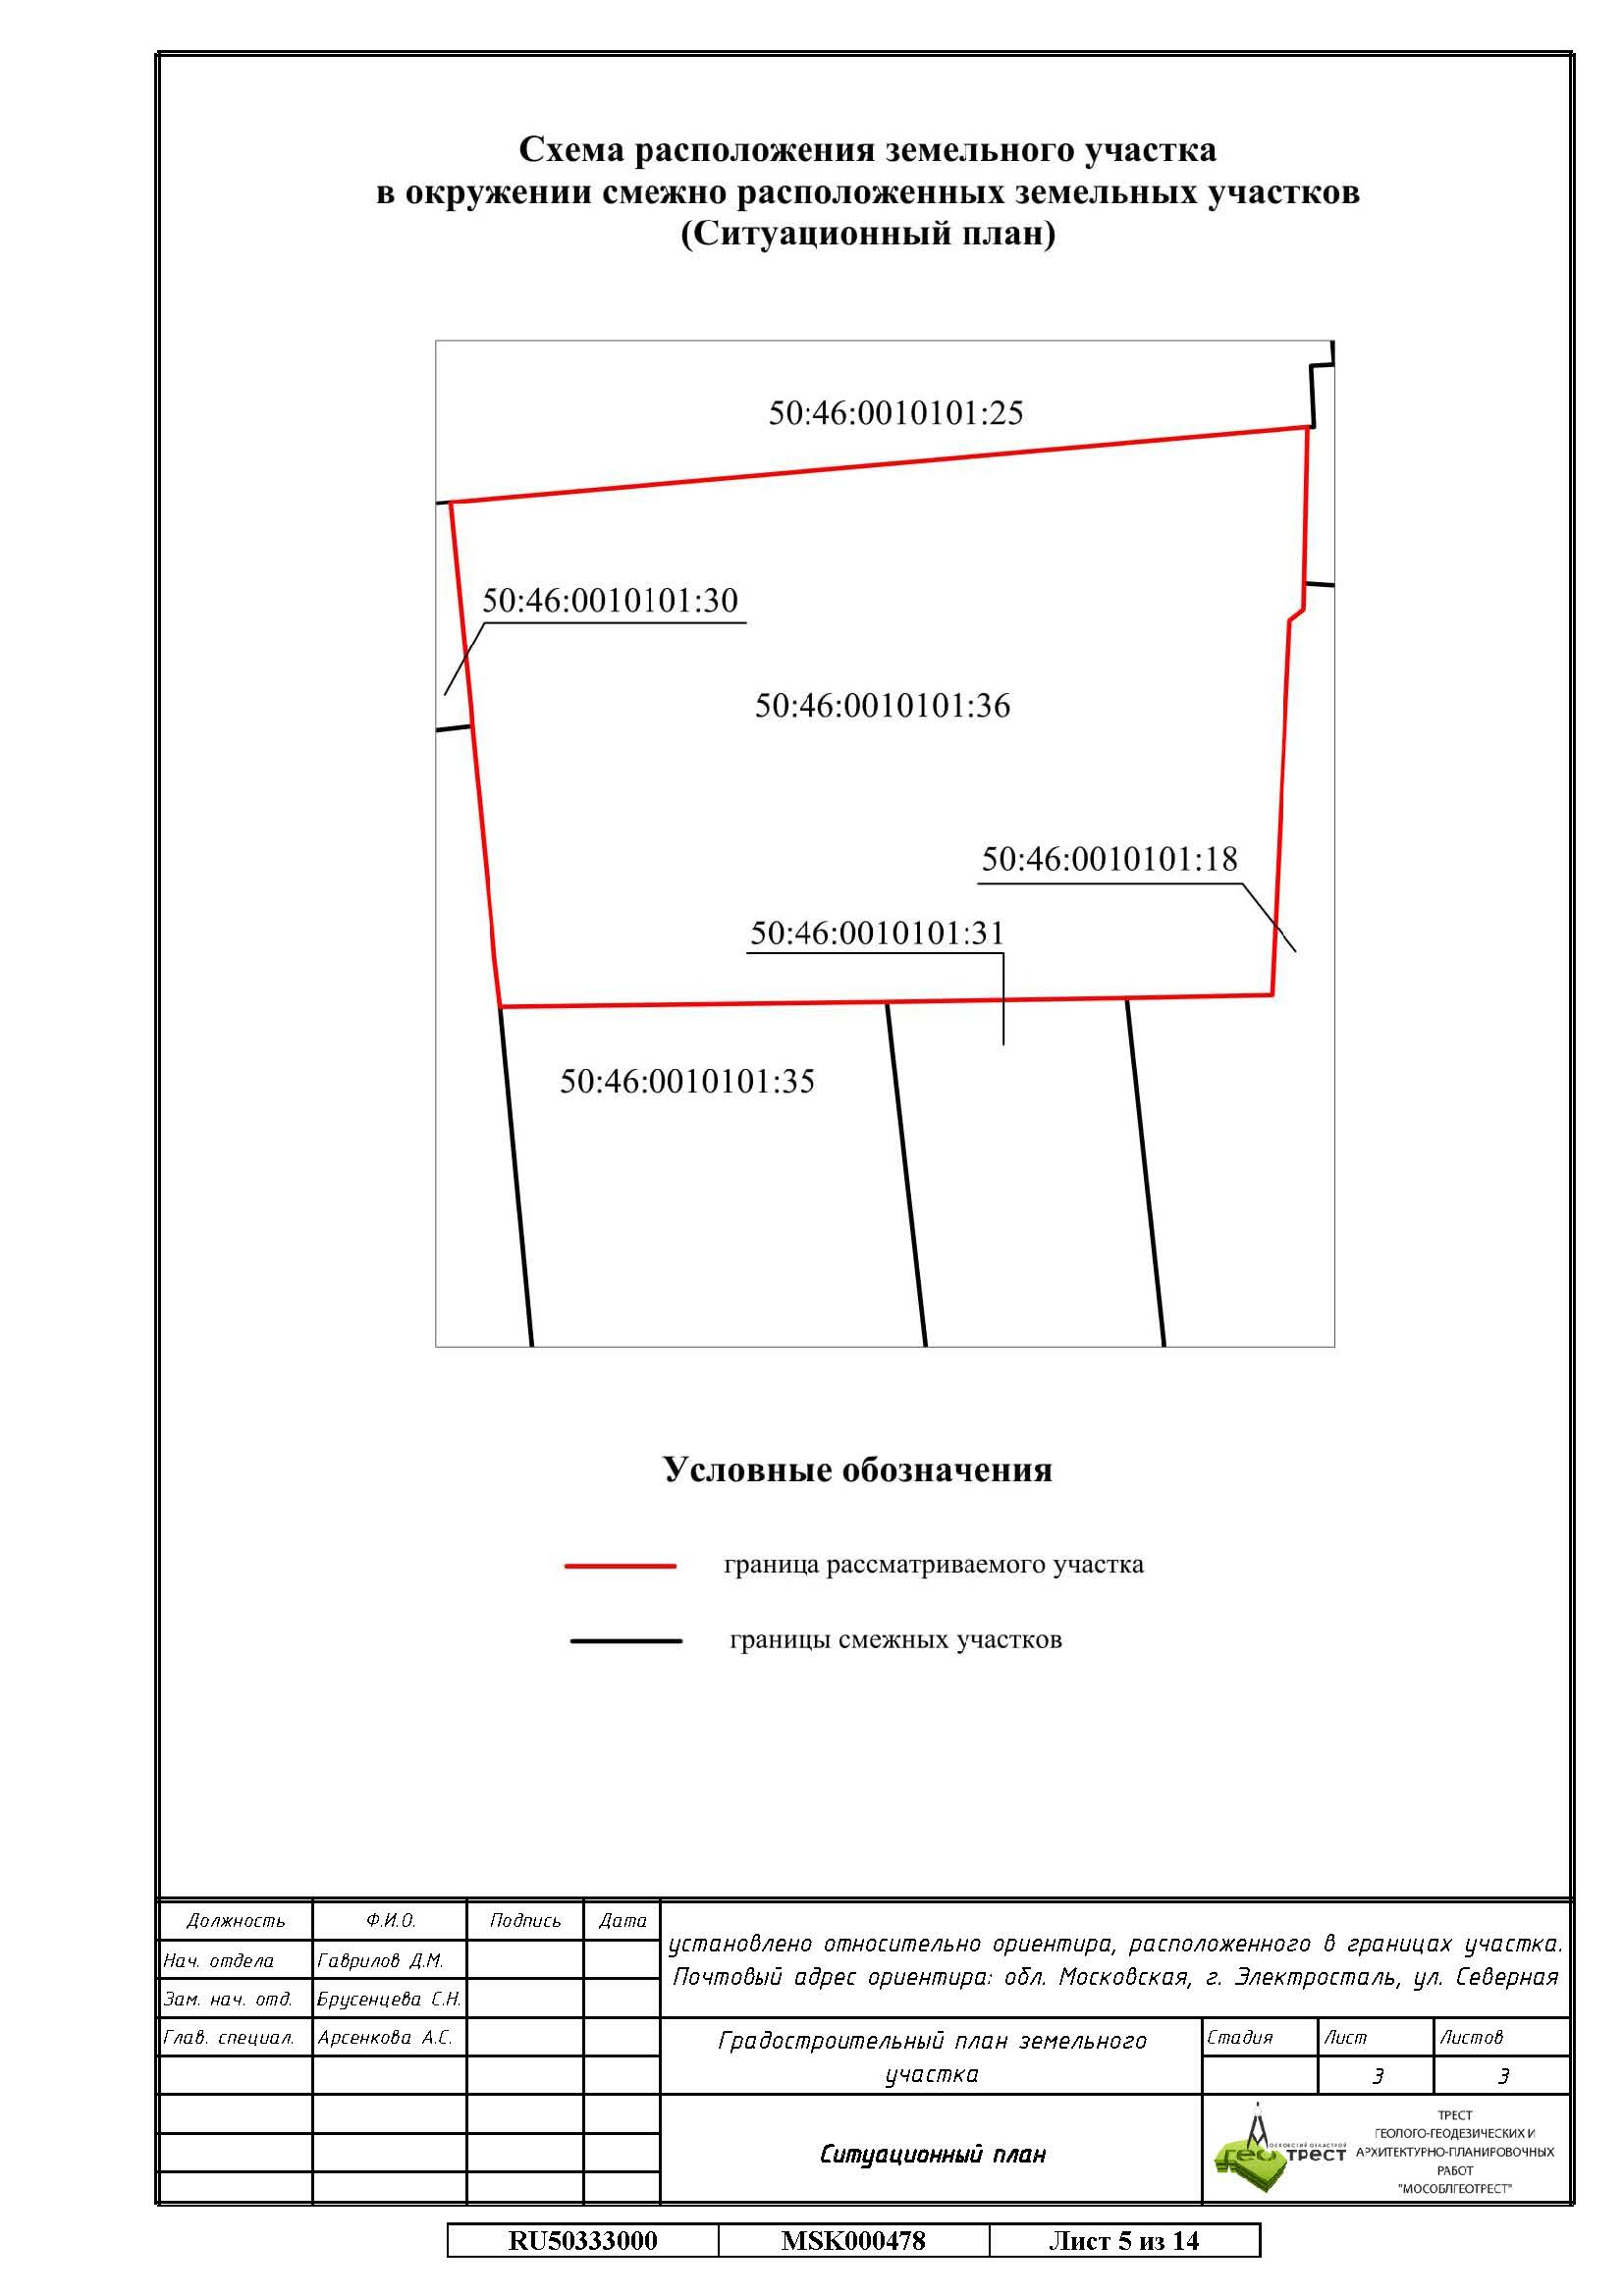 Схема расположения земельного участка
в окружении смежно расположенных земельных участков
(Ситуационный план)
50:46:0010101:25
50:46:0010101:30
50:46:0010101:36
50:46:0010101:18
50:46:0010101:31
50:46:0010101:35
Условные обозначения
граница рассматриваемого участка
границы смежных участков
Должность Ф.И.О. Подпись Дата
Нач. отдела Гаврилов Д.М.
Зам. нач. отд. Брусенцева С.Н.
Глав. специал. Арсенкова А.С.
установлено относительно ориентира, расположенного в границах участка.
Почтовый адрес ориентира: обл. Московская, г. Электросталь, ул. Северная
Градостроительный план земельного
участка
Стадия Лист Листов
3 3
Ситуационный план
МОСКОВСКИЙ ОБЛАСТНОЙ
ГЕО ТРЕСТ
ТРЕСТ
ГЕОЛОГО-ГЕОДЕЗИЧЕСКИХ И
АРХИТЕКТУРНО-ПЛАНИРОВОЧНЫХ
РАБОТ
"МОСОБЛГЕОТРЕСТ"
RU50333000 MSK000478 Лист 5 из 14